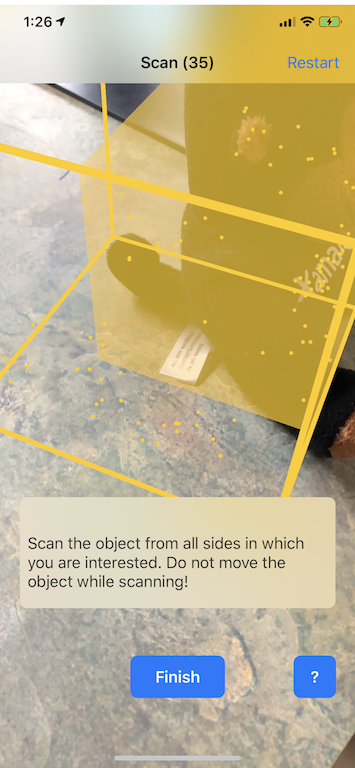 1:26
Scan (35)
Restart
Scan the object from all sides in which
you are interested. Do not move the
object while scanning!
Finish
?